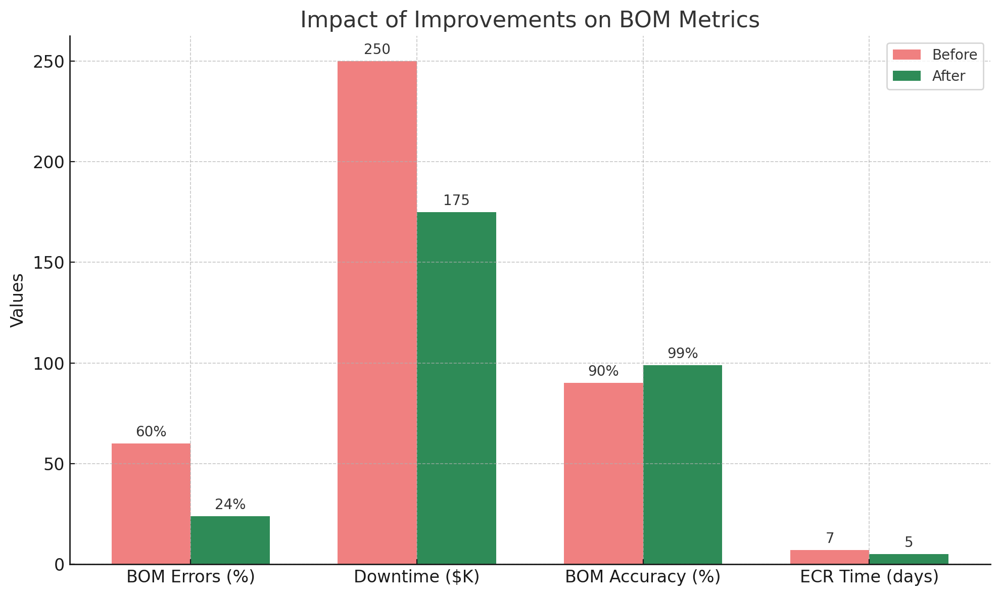 Impact of Improvements on BOM Metrics
Before
After
Values
250
200
150
100
50
0
60%
24%
250
175
90%
99%
7
5
BOM Errors (%)
Downtime ($K)
BOM Accuracy (%)
ECR Time (days)